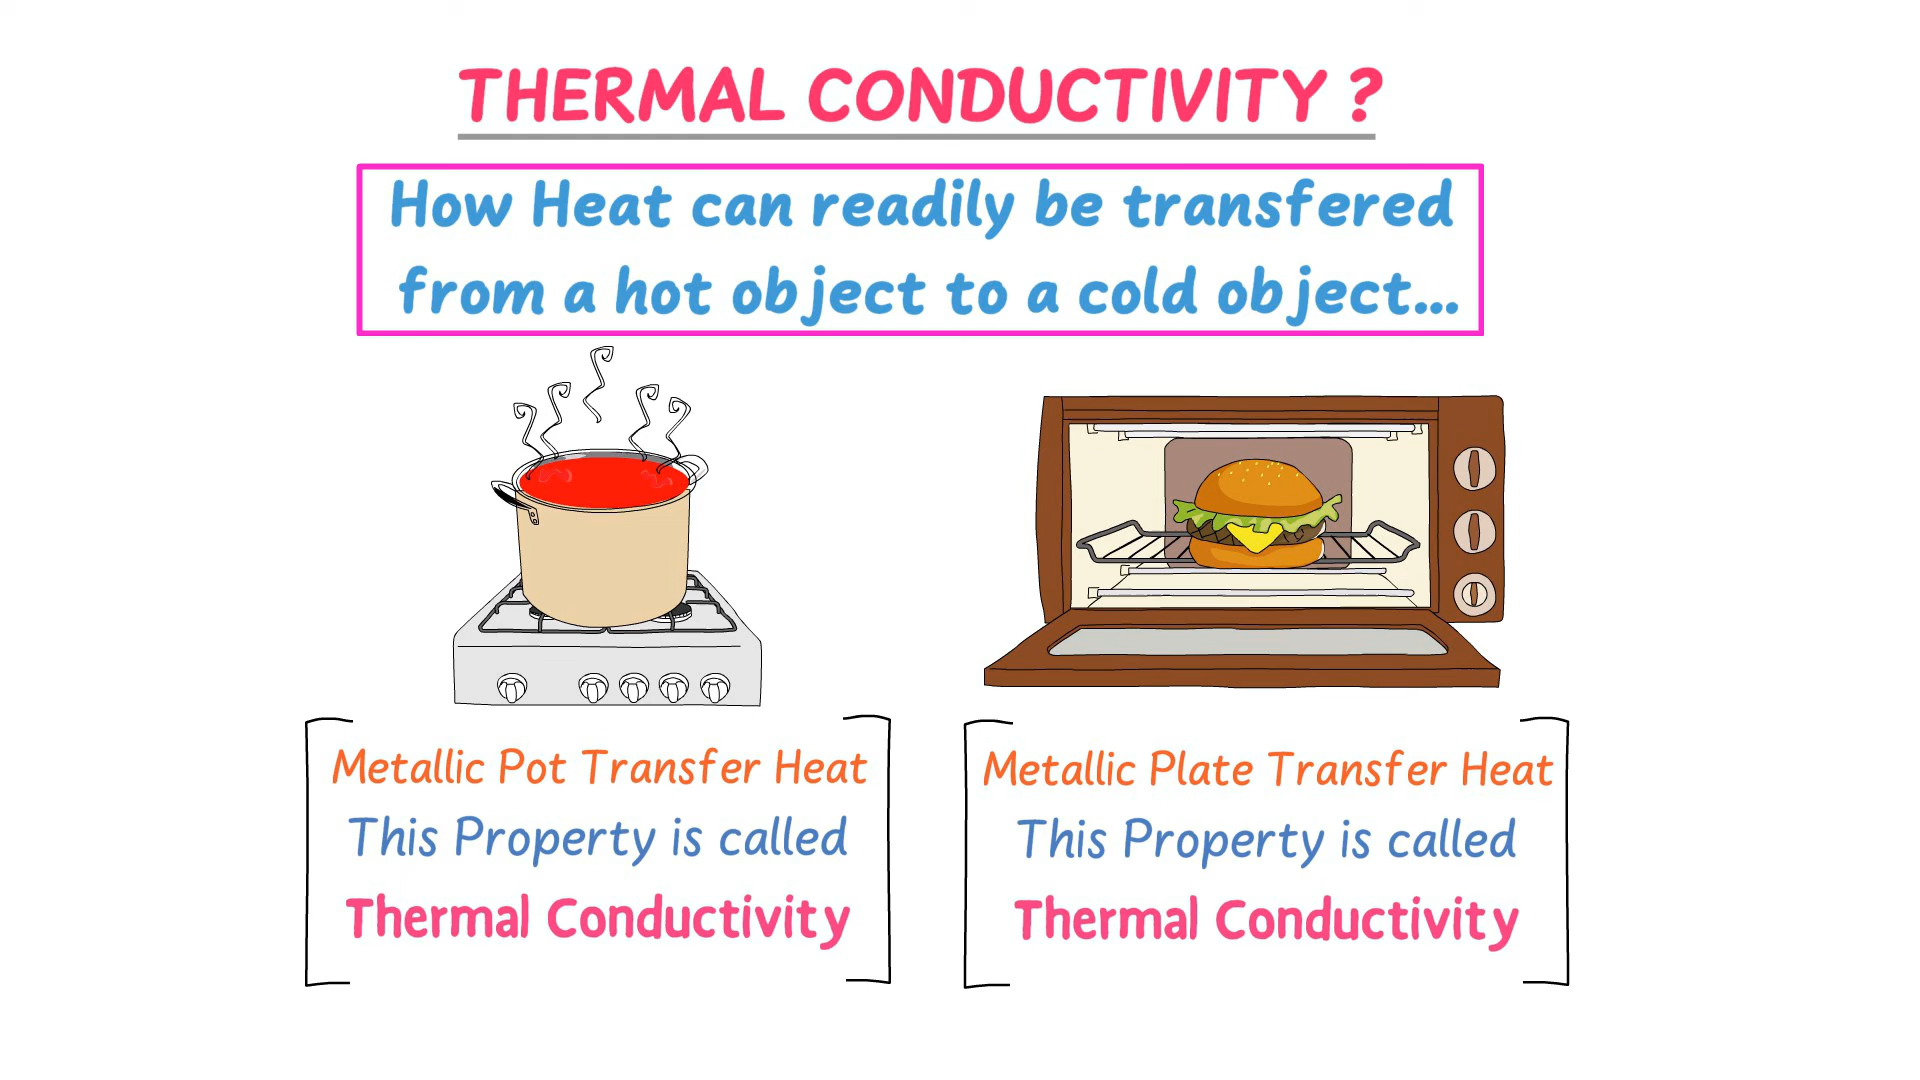 THERMAL CONDUCTIVITY ?
How Heat can readily be transfered
from a hot object to a cold object...
Metallic Pot Transfer Heat
This Property is called
Thermal Conductivity
Metallic Plate Transfer Heat
This Property is called
Thermal Conductivity